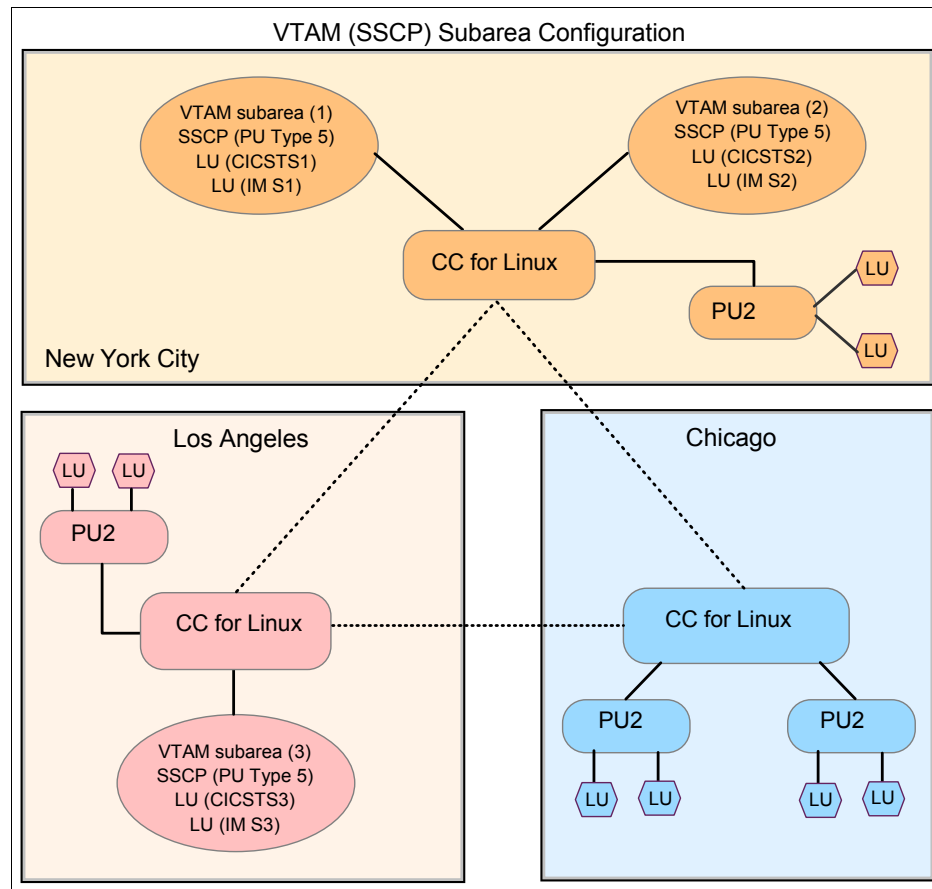 VTAM (SSCP) Subarea Configuration
VTAM subarea (1)
SSCP (PU Type 5)
LU (CICSTS1)
LU (IM S1)
VTAM subarea (2)
SSCP (PU Type 5)
LU (CICSTS2)
LU (IM S2)
CC for Linux
LU
PU2
LU
New York City
Los Angeles
LU
LU
PU2
CC for Linux
VTAM subarea (3)
SSCP (PU Type 5)
LU (CICSTS3)
LU (IM S3)
Chicago
CC for Linux
PU2
PU2
LU
LU
LU
LU